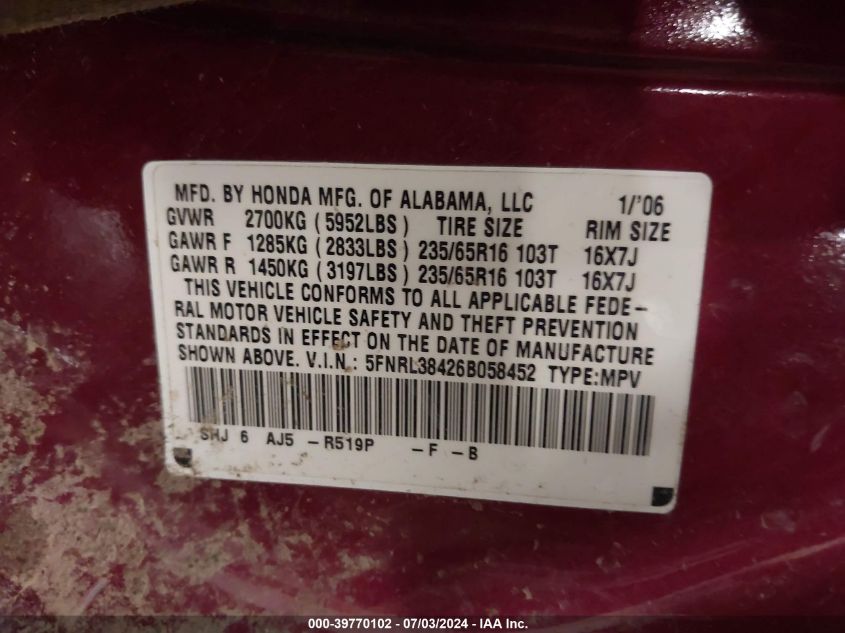 MFD. BY HONDA MFG. OF ALABAMA, LLC 1/'06
GVWR 2700KG (5952LBS) TIRE SIZE RIM SIZE
GAWR F 1285KG (2833LBS) 235/65R16 103T 16X7J
GAWR R 1450KG (3197LBS) 235/65R16 103T 16X7J
THIS VEHICLE CONFORMS TO ALL APPLICABLE FEDE-
RAL MOTOR VEHICLE SAFETY AND THEFT PREVENTION
STANDARDS IN EFFECT ON THE DATE OF MANUFACTURE
SHOWN ABOVE. V.I.N.: 5FNRL38426B058452 TYPE:MPV
SHJ 6 AJ5 -R519P -F -B
000-39770102 - 07/03/2024 - IAA Inc.